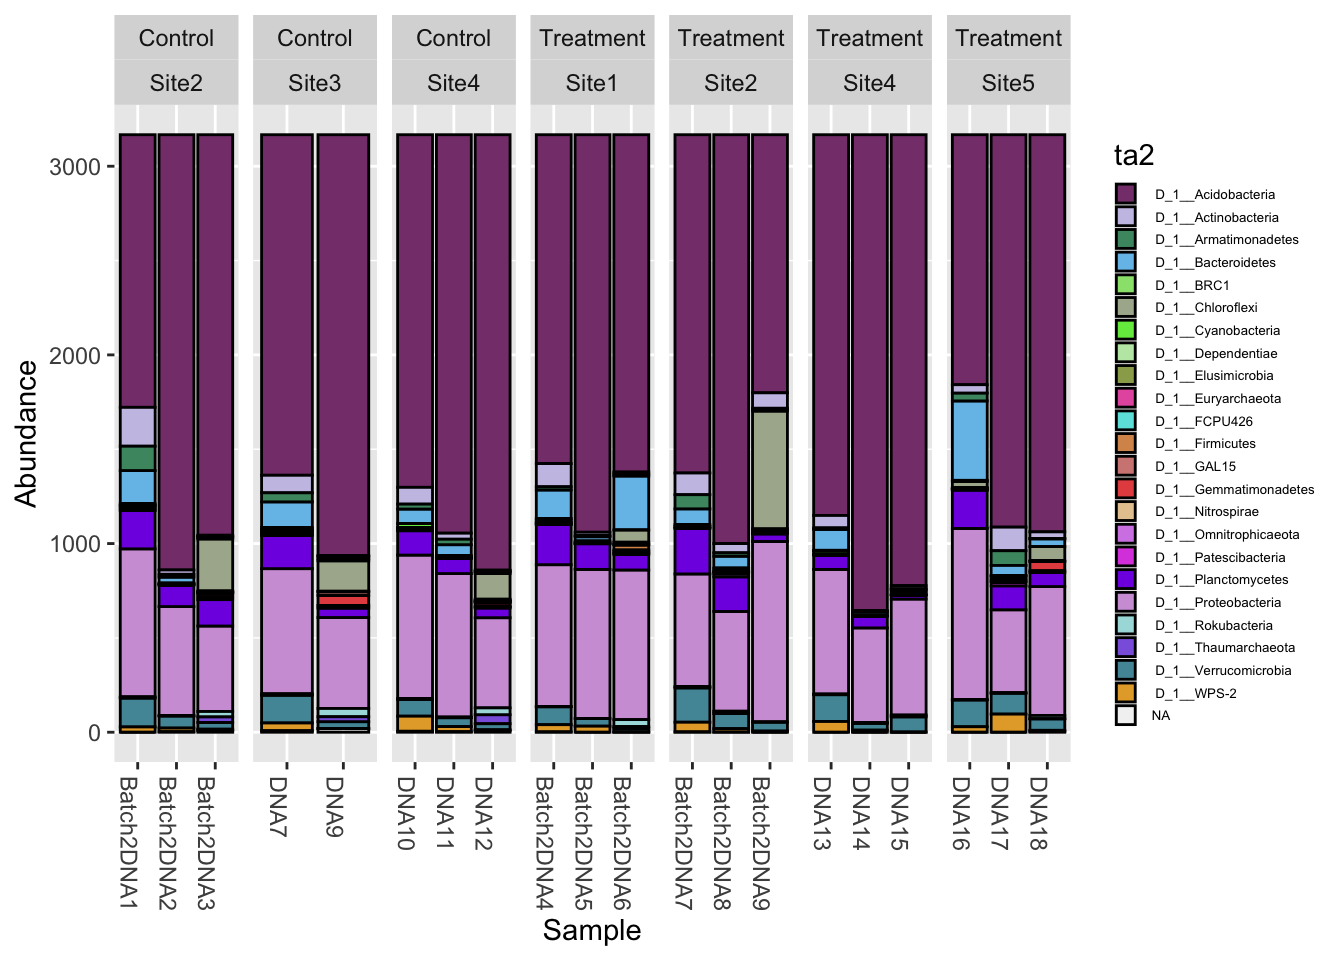 Control Control Control Treatment Treatment Treatment Treatment
Site2 Site3 Site4 Site1 Site2 Site4 Site5
3000
2000
1000
0
Abundance
Batch2DNA1
Batch2DNA2
Batch2DNA3
DNA7
DNA9
DNA10
DNA11
DNA12
Batch2DNA4
Batch2DNA5
Batch2DNA6
Batch2DNA7
Batch2DNA8
Batch2DNA9
DNA13
DNA14
DNA15
DNA16
DNA17
DNA18
Sample
ta2
D_1__Acidobacteria
D_1__Actinobacteria
D_1__Armatimonadetes
D_1__Bacteroidetes
D_1__BRC1
D_1__Chloroflexi
D_1__Cyanobacteria
D_1__Dependentiae
D_1__Elusimicrobia
D_1__Euryarchaeota
D_1__FCPU426
D_1__Firmicutes
D_1__GAL15
D_1__Gemmatimonadetes
D_1__Nitrospirae
D_1__Omnitrophicaeota
D_1__Patescibacteria
D_1__Planctomycetes
D_1__Proteobacteria
D_1__Rokubacteria
D_1__Thaumarchaeota
D_1__Verrucomicrobia
D_1__WPS-2
NA